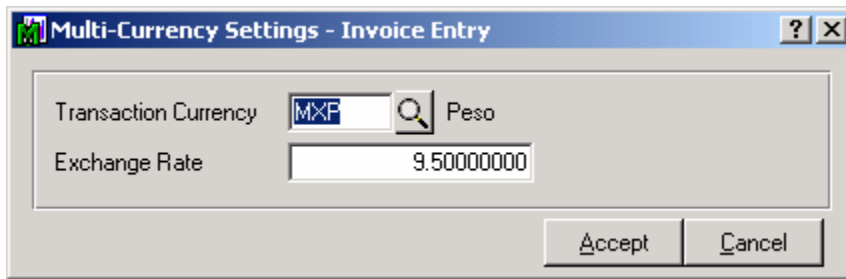 Multi-Currency Settings - Invoice Entry
Transaction Currency MXP Peso
Exchange Rate 9.50000000
Accept Cancel